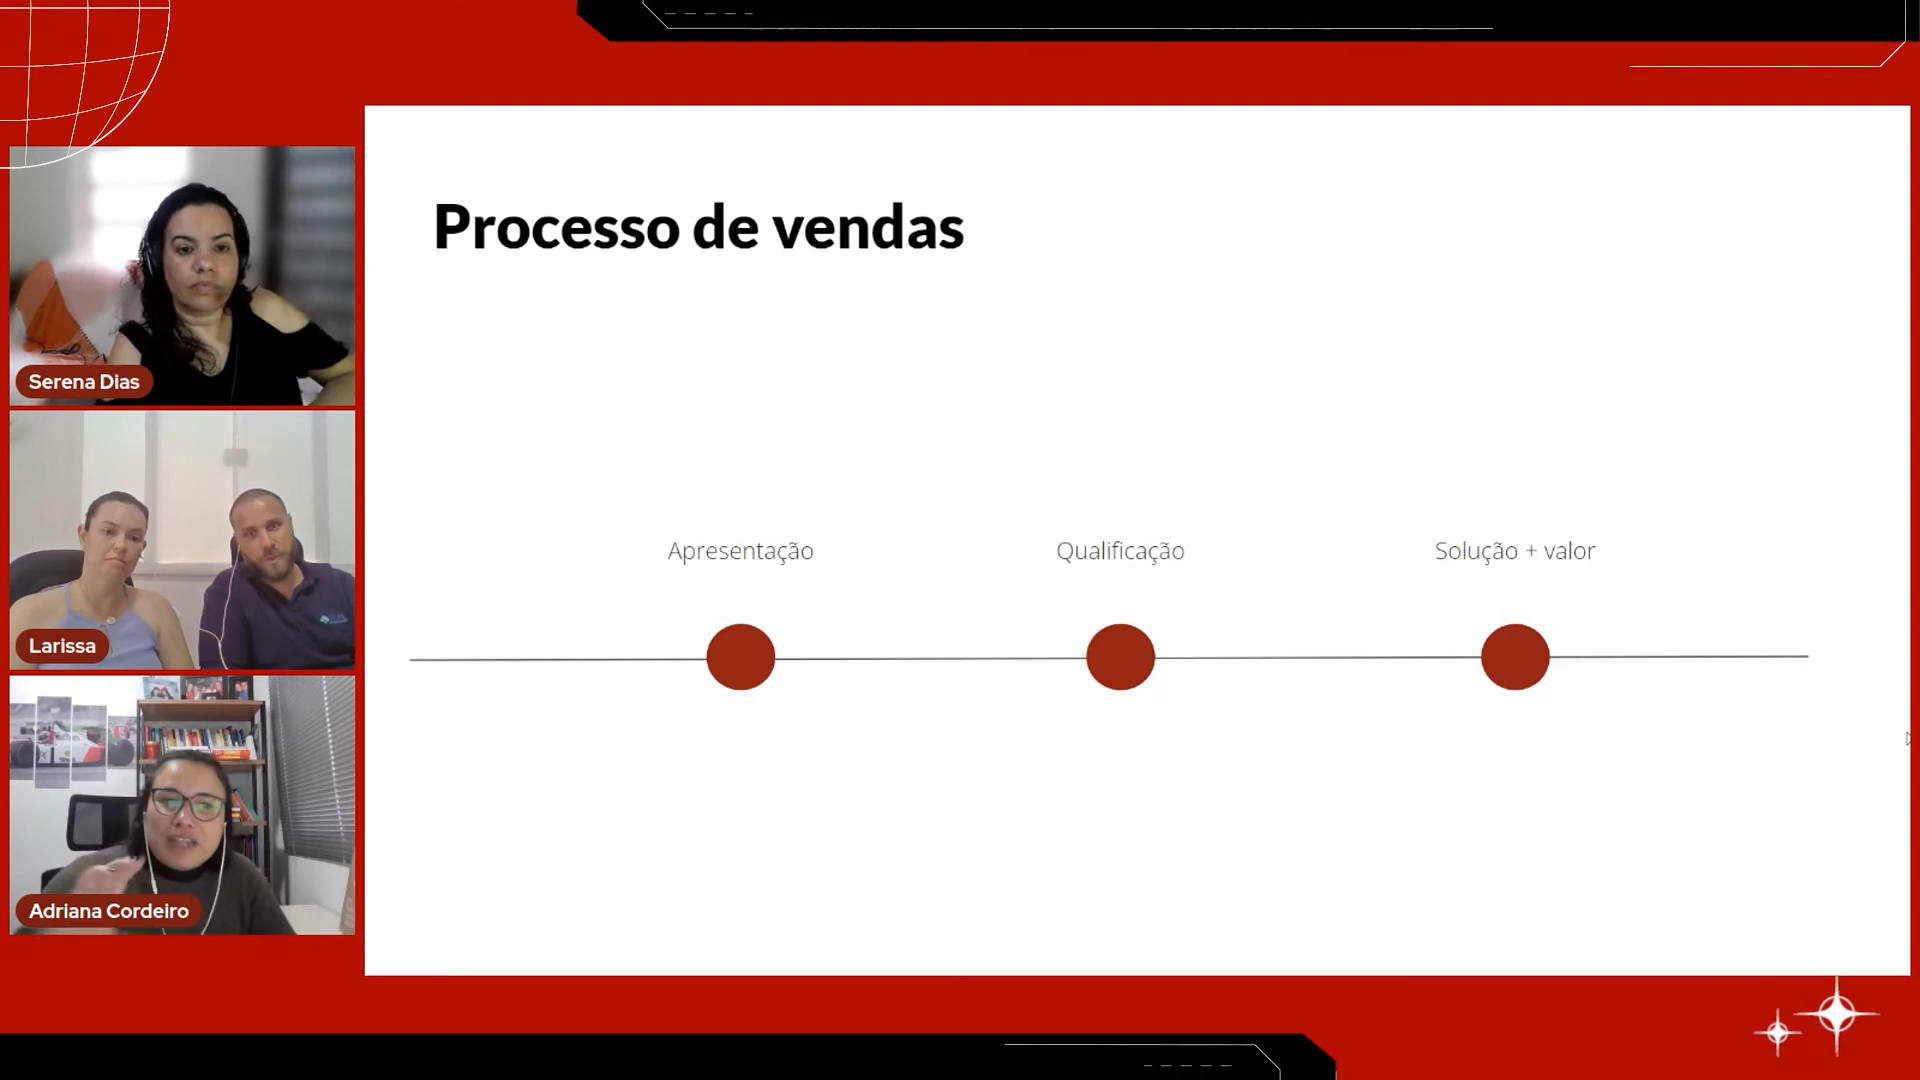 Processo de vendas
Apresentação
Qualificação
Solução + valor
Serena Dias
Larissa
Adriana Cordeiro